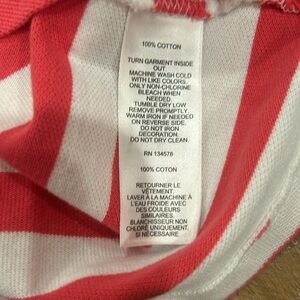 100% COTTON
TURN GARMENT INSIDE
OUT
MACHINE WASH COLD
WITH LIKE COLORS.
ONLY NON-CHLORINE
BLEACH WHEN
NEEDED.
TUMBLE DRY LOW
REMOVE PROMPTLY.
WARM IRON IF NEEDED
ON REVERSE SIDE.
DO NOT IRON
DECORATION.
DO NOT DRY CLEAN.
RN 134578
100% COTON
RETOURNER LE
VÊTEMENT.
LAVER À LA MACHINE À
L'EAU FROIDE AVEC
DES COULEURS
SIMILAIRES.
BLANCHISSEUR NON
CHLORÉ UNIQUEMENT,
SI NÉCESSAIRE